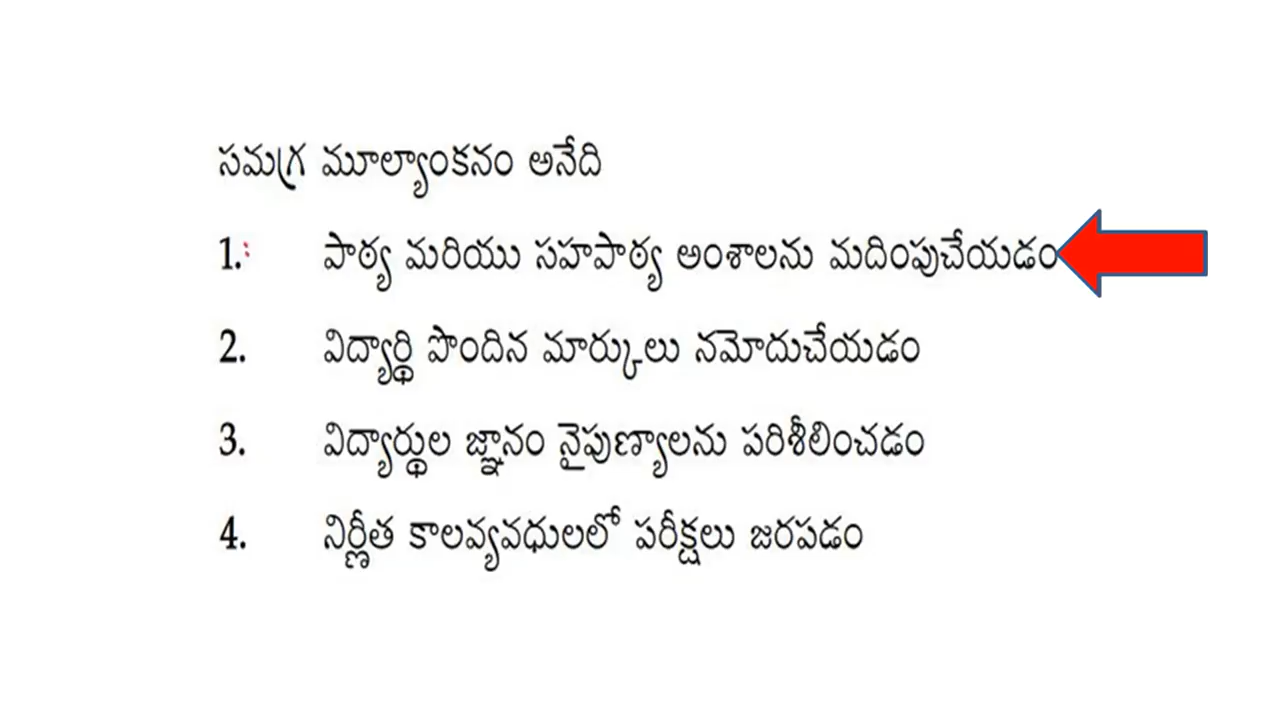 సమగ్ర మూల్యాంకనం అనేది
1. పాఠ్య మరియు సహపాఠ్య అంశాలను మదింపుచేయడం
2. విద్యార్థి పొందిన మార్కులు నమోదుచేయడం
3. విద్యార్థుల జ్ఞానం నైపుణ్యాలను పరిశీలించడం
4. నిర్ణీత కాలవ్యవధులలో పరీక్షలు జరపడం